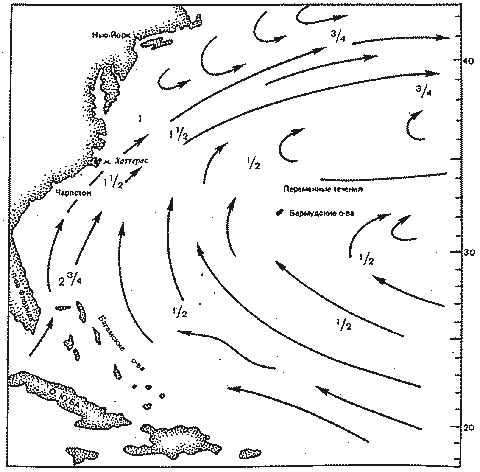 Нью-Йорк
3/4
40
3/4
1
1 1/2
м. Хаттерас
1/2
1 1/2
Чарлстон
Переменные течения
Бермудские о-ва
30
1/2
2 3/4
1/2
1/2
Багамские
о-ва
КУБА
20